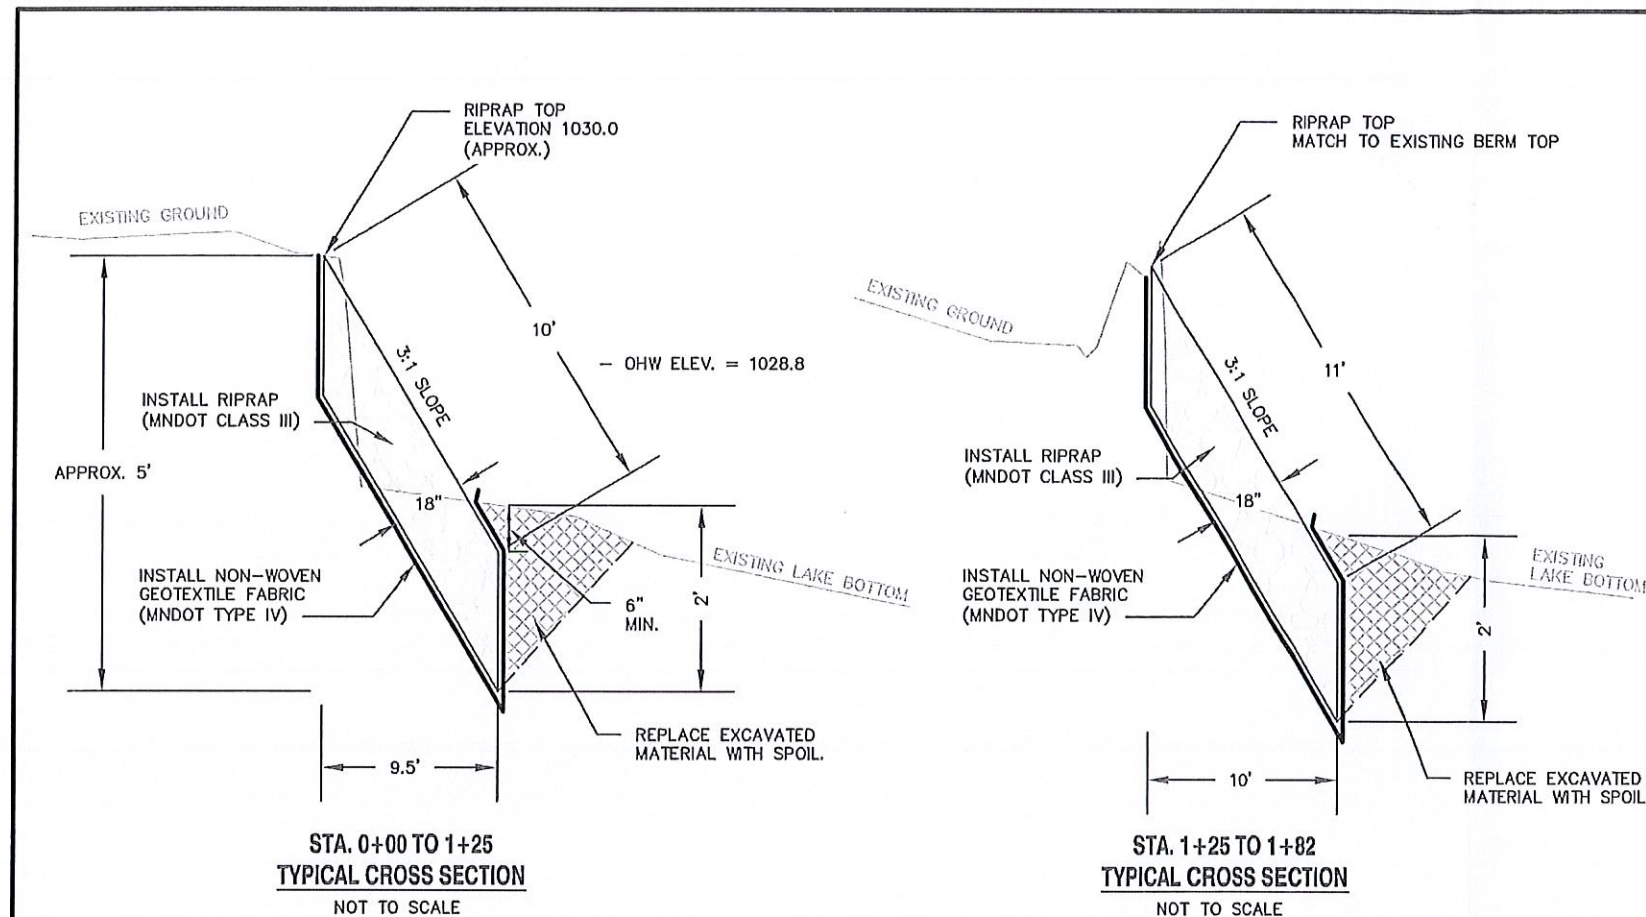 RIPRAP TOP
ELEVATION 1030.0
(APPROX.)
EXISTING GROUND
10'
3:1 SLOPE
- OHW ELEV. = 1028.8
INSTALL RIPRAP
(MNDOT CLASS III)
APPROX. 5'
18"
INSTALL NON-WOVEN
GEOTEXTILE FABRIC
(MNDOT TYPE IV)
EXISTING LAKE BOTTOM
6"
MIN.
2'
REPLACE EXCAVATED
MATERIAL WITH SPOIL.
9.5'
STA. 0+00 TO 1+25
TYPICAL CROSS SECTION
NOT TO SCALE
RIPRAP TOP
MATCH TO EXISTING BERM TOP
EXISTING GROUND
11'
3:1 SLOPE
INSTALL RIPRAP
(MNDOT CLASS III)
18"
INSTALL NON-WOVEN
GEOTEXTILE FABRIC
(MNDOT TYPE IV)
EXISTING
LAKE BOTTOM
2'
REPLACE EXCAVATED
MATERIAL WITH SPOIL
10'
STA. 1+25 TO 1+82
TYPICAL CROSS SECTION
NOT TO SCALE